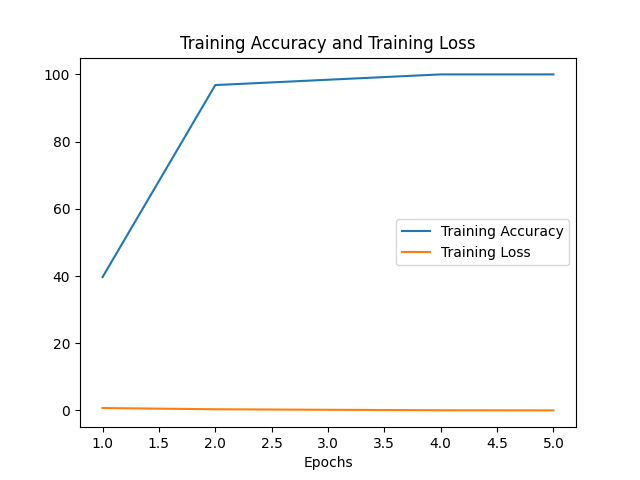 Training Accuracy and Training Loss
100
80
60
40
20
0
Training Accuracy
Training Loss
1.0 1.5 2.0 2.5 3.0 3.5 4.0 4.5 5.0
Epochs